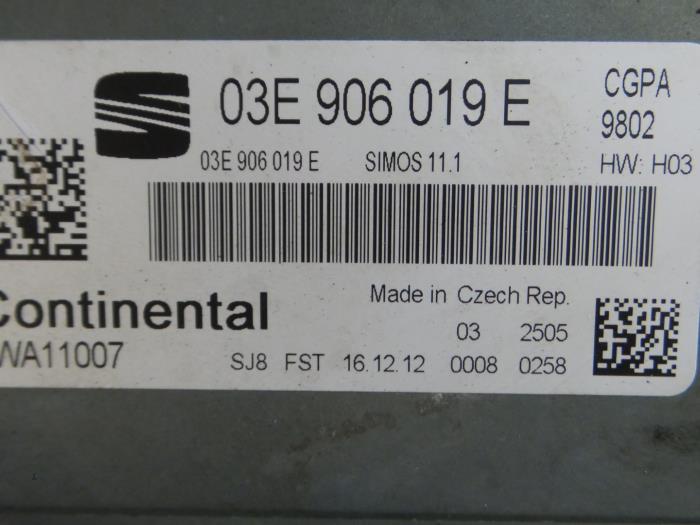 03E 906 019 E CGPA
9802
03E 906 019 E SIMOS 11.1 HW: H03
Continental Made in Czech Rep.
03 2505
WA11007 SJ8 FST 16.12.12 0008 0258